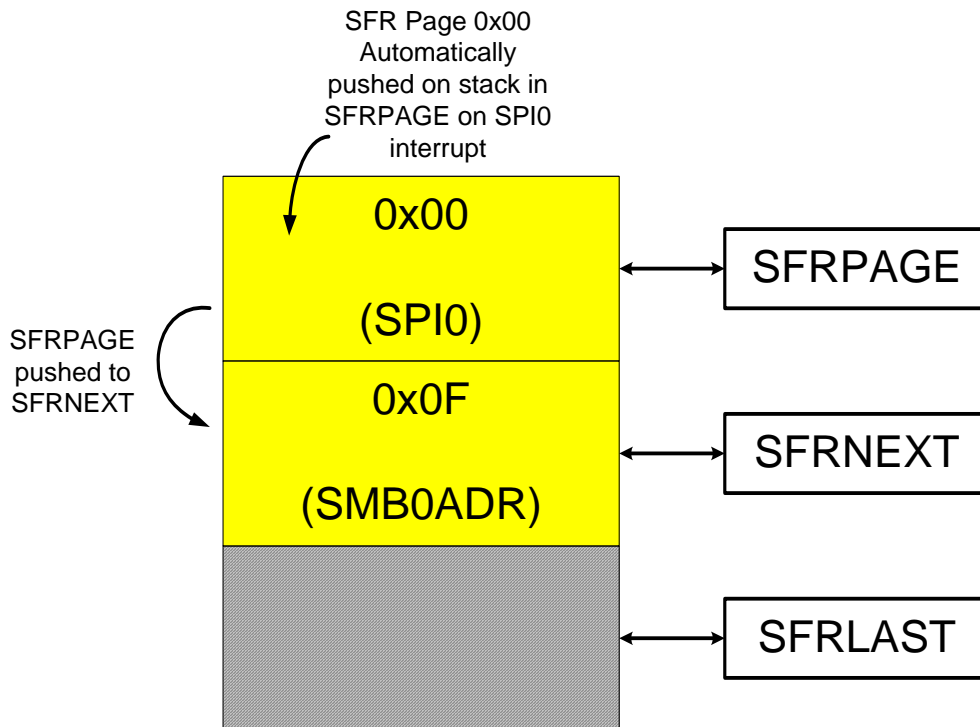 SFR Page 0x00
Automatically
pushed on stack in
SFRPAGE on SPI0
interrupt
0x00
(SPI0)
SFRPAGE
SFRPAGE
pushed to
SFRNEXT
0x0F
(SMB0ADR)
SFRNEXT
SFRLAST